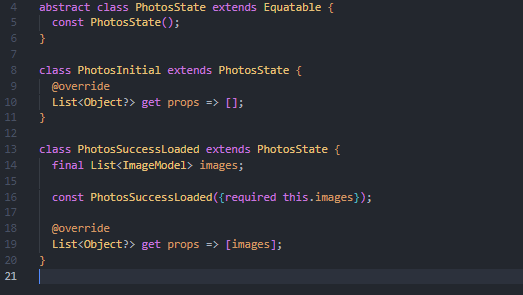 4 abstract class PhotosState extends Equatable {
5   const PhotosState();
6 }
7
8 class PhotosInitial extends PhotosState {
9   @override
10   List<Object?> get props => [];
11 }
12
13 class PhotosSuccessLoaded extends PhotosState {
14   final List<ImageModel> images;
15
16   const PhotosSuccessLoaded({required this.images});
17
18   @override
19   List<Object?> get props => [images];
20 }
21